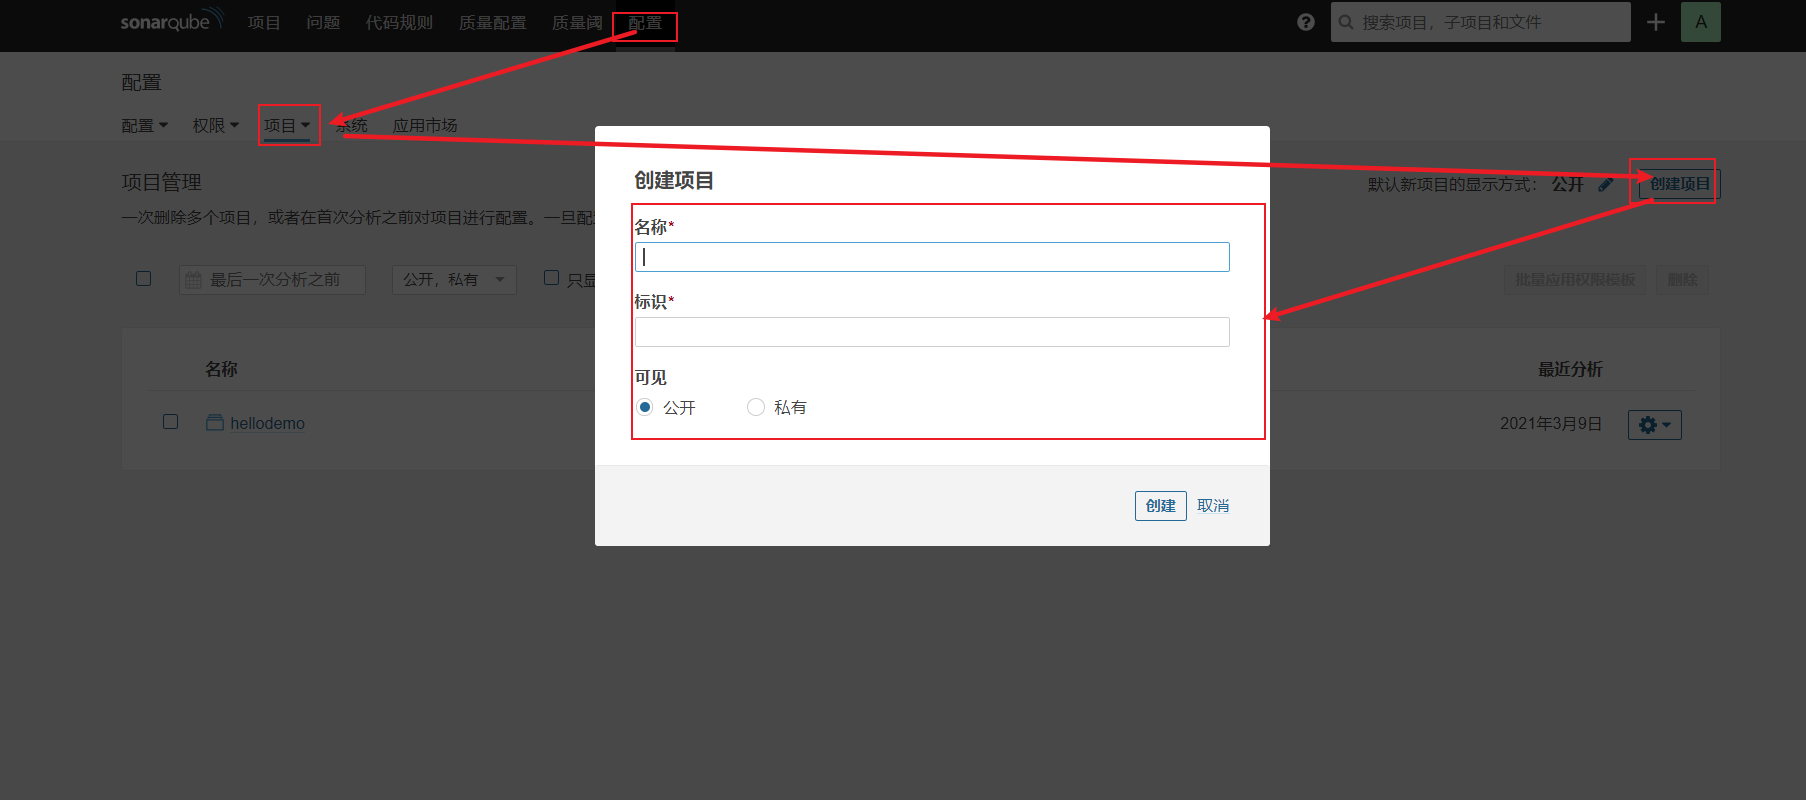 sonarqube 项目 问题 代码规则 质量配置 质量阈 配置 搜索项目，子项目和文件 A
配置
配置 权限 项目 系统 应用市场
项目管理
默认新项目的显示方式： 公开 创建项目
一次删除多个项目，或者在首次分析之前对项目进行配置。一旦配
最后一次分析之前 公开，私有 只显 批量应用权限模板 删除
名称 最近分析
hellodemo 2021年3月9日
创建项目
名称*
标识*
可见
公开 私有
创建 取消